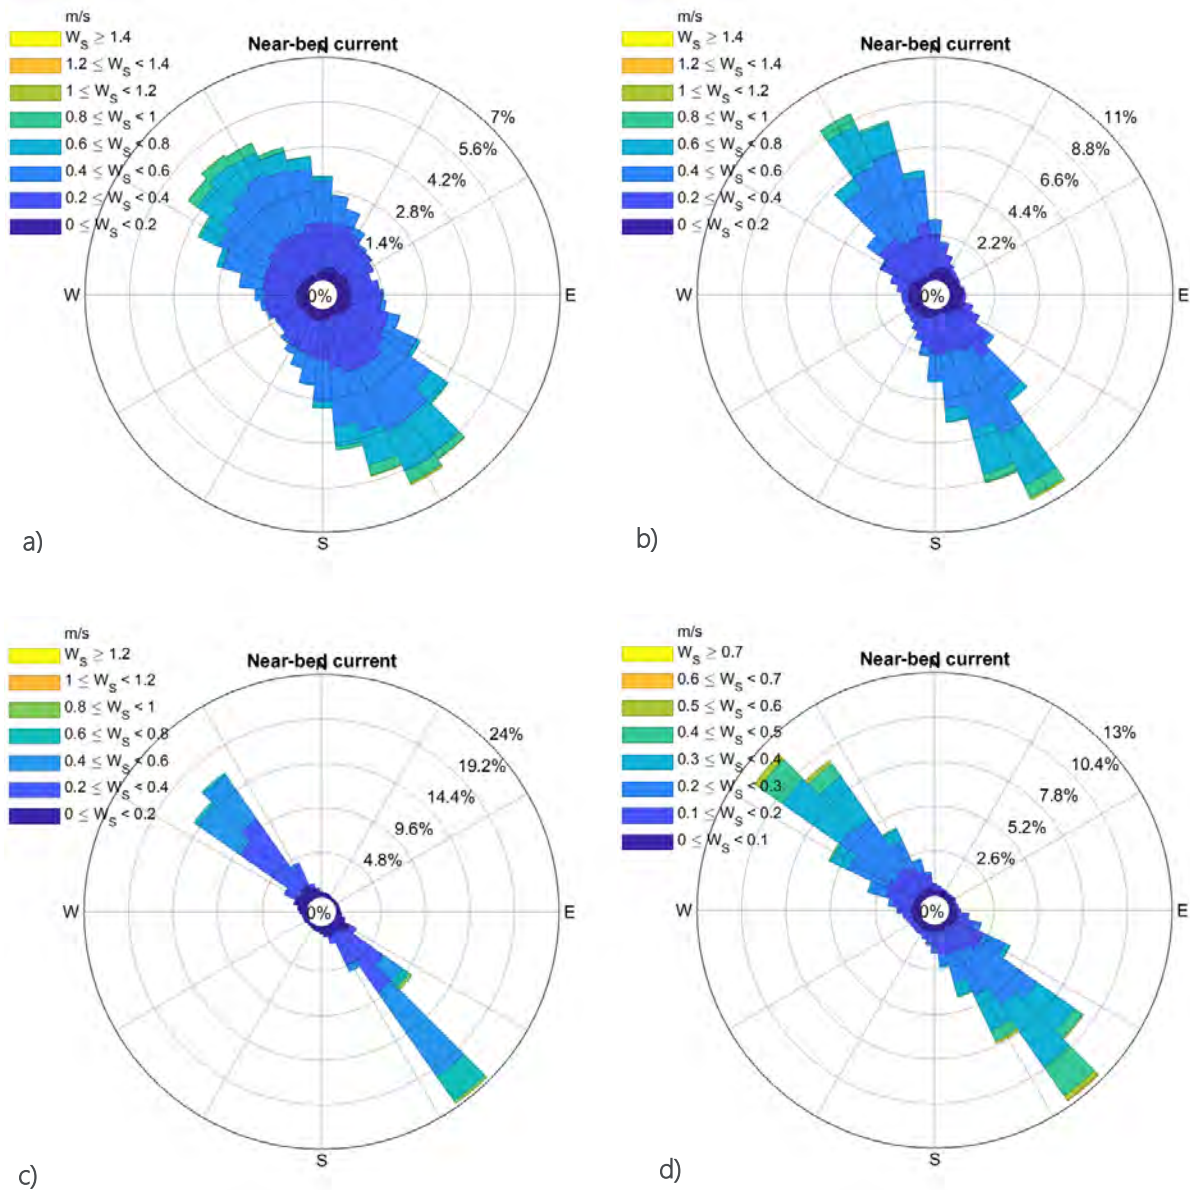 m/s
W_S ≥ 1.4
1.2 ≤ W_S < 1.4
1 ≤ W_S < 1.2
0.8 ≤ W_S < 1
0.6 ≤ W_S < 0.8
0.4 ≤ W_S < 0.6
0.2 ≤ W_S < 0.4
0 ≤ W_S < 0.2
Near-bed current
N
7%
5.6%
4.2%
2.8%
1.4%
0%
W
E
S
a)
m/s
W_S ≥ 1.4
1.2 ≤ W_S < 1.4
1 ≤ W_S < 1.2
0.8 ≤ W_S < 1
0.6 ≤ W_S < 0.8
0.4 ≤ W_S < 0.6
0.2 ≤ W_S < 0.4
0 ≤ W_S < 0.2
Near-bed current
N
11%
8.8%
6.6%
4.4%
2.2%
0%
W
E
S
b)
m/s
W_S ≥ 1.2
1 ≤ W_S < 1.2
0.8 ≤ W_S < 1
0.6 ≤ W_S < 0.8
0.4 ≤ W_S < 0.6
0.2 ≤ W_S < 0.4
0 ≤ W_S < 0.2
Near-bed current
N
24%
19.2%
14.4%
9.6%
4.8%
0%
W
E
S
c)
m/s
W_S ≥ 0.7
0.6 ≤ W_S < 0.7
0.5 ≤ W_S < 0.6
0.4 ≤ W_S < 0.5
0.3 ≤ W_S < 0.4
0.2 ≤ W_S < 0.3
0.1 ≤ W_S < 0.2
0 ≤ W_S < 0.1
Near-bed current
N
13%
10.4%
7.8%
5.2%
2.6%
0%
W
E
S
d)